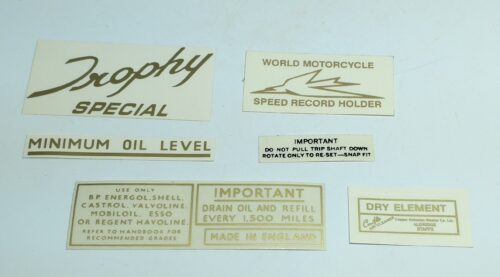 Trophy
SPECIAL
WORLD MOTORCYCLE
SPEED RECORD HOLDER
MINIMUM OIL LEVEL
IMPORTANT
DO NOT PULL TRIP SHAFT DOWN
ROTATE ONLY TO RE-SET—SNAP FIT
USE ONLY
B.P. ENERGOL, SHELL,
CASTROL, VALVOLINE,
MOBILOIL, ESSO
OR REGENT HAVOLINE.
REFER TO HANDBOOK FOR
RECOMMENDED GRADES
IMPORTANT
DRAIN OIL AND REFILL
EVERY 1,500 MILES
MADE IN ENGLAND
DRY ELEMENT
ALDRIDGE
STAFFS